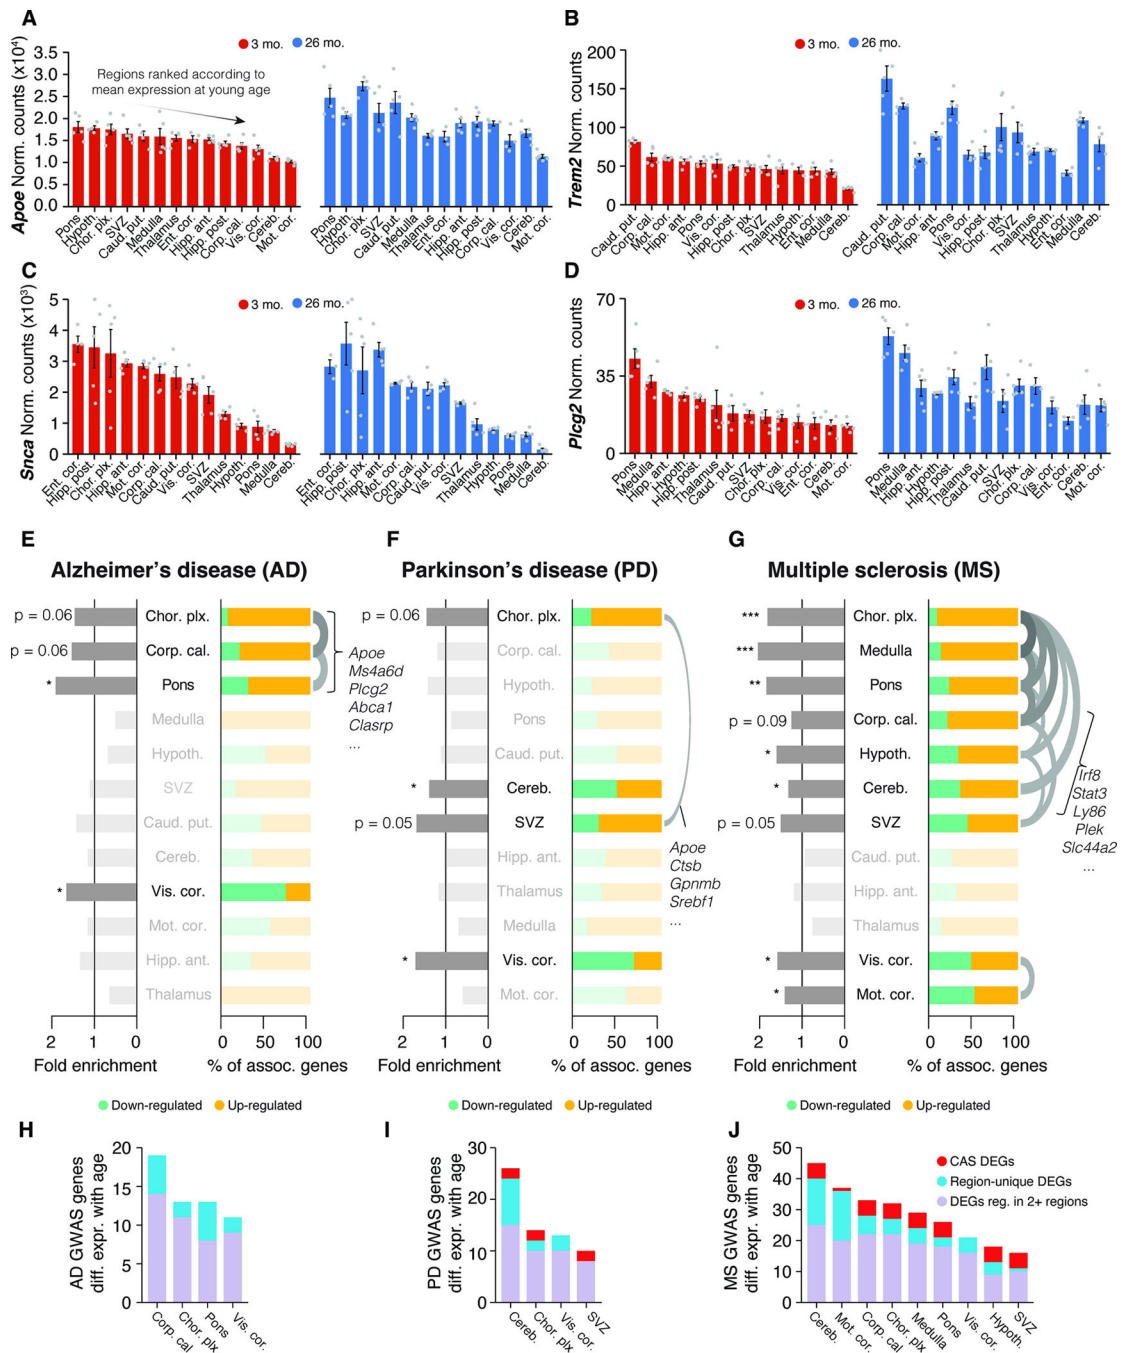 A
3 mo.
26 mo.
Apoe Norm. counts (x10⁴)
3.5
3.0
2.5
2.0
1.5
1.0
0.5
0.0
Regions ranked according to
mean expression at young age
Pons
Hypoth.
Chor. plx.
SVZ
Caud. put.
Medulla
Thalamus
Ent. cor.
Hipp. ant.
Hipp. post.
Corp. cal.
Vis. cor.
Cereb.
Mot. cor.
Pons
Hypoth.
Chor. plx.
SVZ
Caud. put.
Medulla
Thalamus
Ent. cor.
Hipp. ant.
Hipp. post.
Corp. cal.
Vis. cor.
Cereb.
Mot. cor.
B
3 mo.
26 mo.
Trem2 Norm. counts
200
150
100
50
0
Caud. put.
Corp. cal.
Mot. cor.
Hipp. ant.
Pons
Vis. cor.
Hipp. post.
Chor. plx.
SVZ
Thalamus
Hypoth.
Ent. cor.
Medulla
Cereb.
Caud. put.
Corp. cal.
Mot. cor.
Hipp. ant.
Pons
Vis. cor.
Hipp. post.
Chor. plx.
SVZ
Thalamus
Hypoth.
Ent. cor.
Medulla
Cereb.
C
3 mo.
26 mo.
Snca Norm. counts (x10³)
5
4
3
2
1
0
Ent. cor.
Hipp. post.
Chor. plx.
Hipp. ant.
Mot. cor.
Corp. cal.
Caud. put.
Vis. cor.
SVZ
Thalamus
Hypoth.
Pons
Medulla
Cereb.
Ent. cor.
Hipp. post.
Chor. plx.
Hipp. ant.
Mot. cor.
Corp. cal.
Caud. put.
Vis. cor.
SVZ
Thalamus
Hypoth.
Pons
Medulla
Cereb.
D
3 mo.
26 mo.
Plcg2 Norm. counts
70
35
0
Pons
Medulla
Hipp. ant.
Hypoth.
Hipp. post.
Thalamus
Caud. put.
SVZ
Chor. plx.
Corp. cal.
Vis. cor.
Ent. cor.
Cereb.
Mot. cor.
Pons
Medulla
Hipp. ant.
Hypoth.
Hipp. post.
Thalamus
Caud. put.
SVZ
Chor. plx.
Corp. cal.
Vis. cor.
Ent. cor.
Cereb.
Mot. cor.
E
Alzheimer's disease (AD)
p = 0.06 Chor. plx.
p = 0.06 Corp. cal.
* Pons
Medulla
Hypoth.
SVZ
Caud. put.
Cereb.
* Vis. cor.
Mot. cor.
Hipp. ant.
Thalamus
Apoe
Ms4a6d
Plcg2
Abca1
Clasrp
...
2 1 0 0 50 100
Fold enrichment % of assoc. genes
Down-regulated Up-regulated
F
Parkinson's disease (PD)
p = 0.06 Chor. plx.
Corp. cal.
Hypoth.
Pons
Caud. put.
* Cereb.
p = 0.05 SVZ
Hipp. ant.
Thalamus
Medulla
* Vis. cor.
Mot. cor.
Apoe
Ctsb
Gpnmb
Srebf1
...
2 1 0 0 50 100
Fold enrichment % of assoc. genes
Down-regulated Up-regulated
G
Multiple sclerosis (MS)
*** Chor. plx.
*** Medulla
** Pons
p = 0.09 Corp. cal.
* Hypoth.
* Cereb.
p = 0.05 SVZ
Caud. put.
Hipp. ant.
Thalamus
* Vis. cor.
* Mot. cor.
Irf8
Stat3
Ly86
Plek
Slc44a2
...
2 1 0 0 50 100
Fold enrichment % of assoc. genes
Down-regulated Up-regulated
H
AD GWAS genes
diff. expr. with age
20
15
10
5
0
Corp. cal
Chor. plx
Pons
Vis. cor.
I
PD GWAS genes
diff. expr. with age
30
20
10
0
Cereb.
Chor. plx
Vis. cor.
SVZ
J
MS GWAS genes
diff. expr. with age
50
40
30
20
10
0
CAS DEGs
Region-unique DEGs
DEGs reg. in 2+ regions
Cereb.
Mot. cor.
Corp. cal
Chor. plx
Medulla
Pons
Vis. cor.
Hypoth.
SVZ